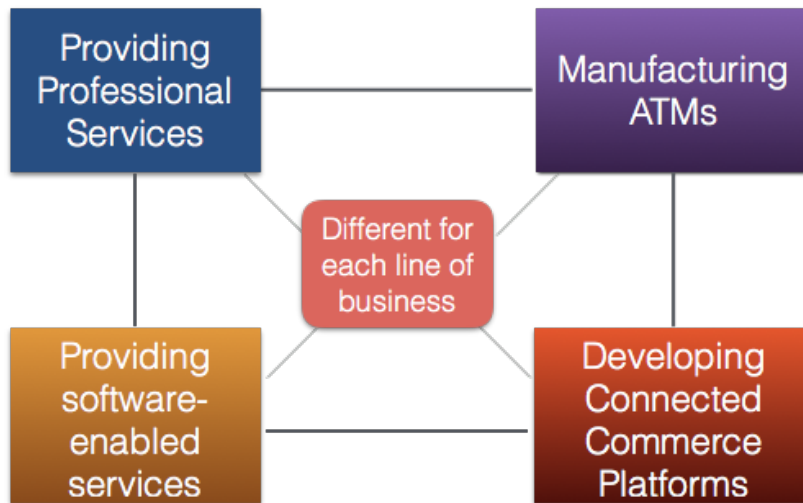 Providing
Professional
Services
Manufacturing
ATMs
Different for
each line of
business
Providing
software-
enabled
services
Developing
Connected
Commerce
Platforms